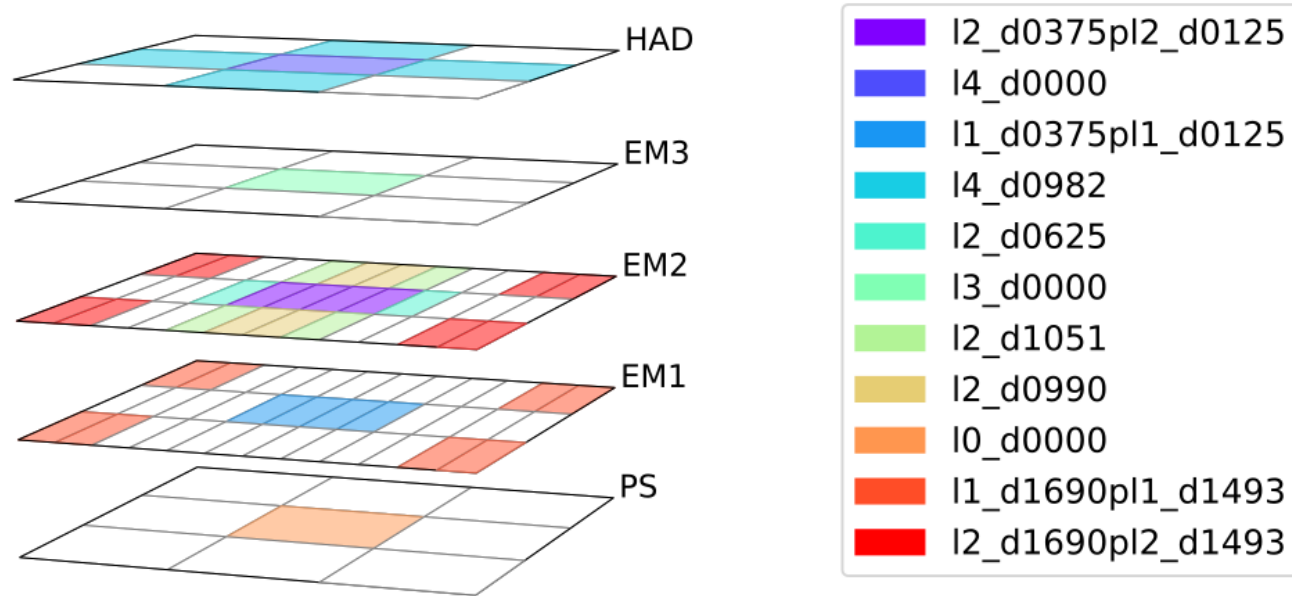 HAD
EM3
EM2
EM1
PS
l2_d0375pl2_d0125
l4_d0000
l1_d0375pl1_d0125
l4_d0982
l2_d0625
l3_d0000
l2_d1051
l2_d0990
l0_d0000
l1_d1690pl1_d1493
l2_d1690pl2_d1493